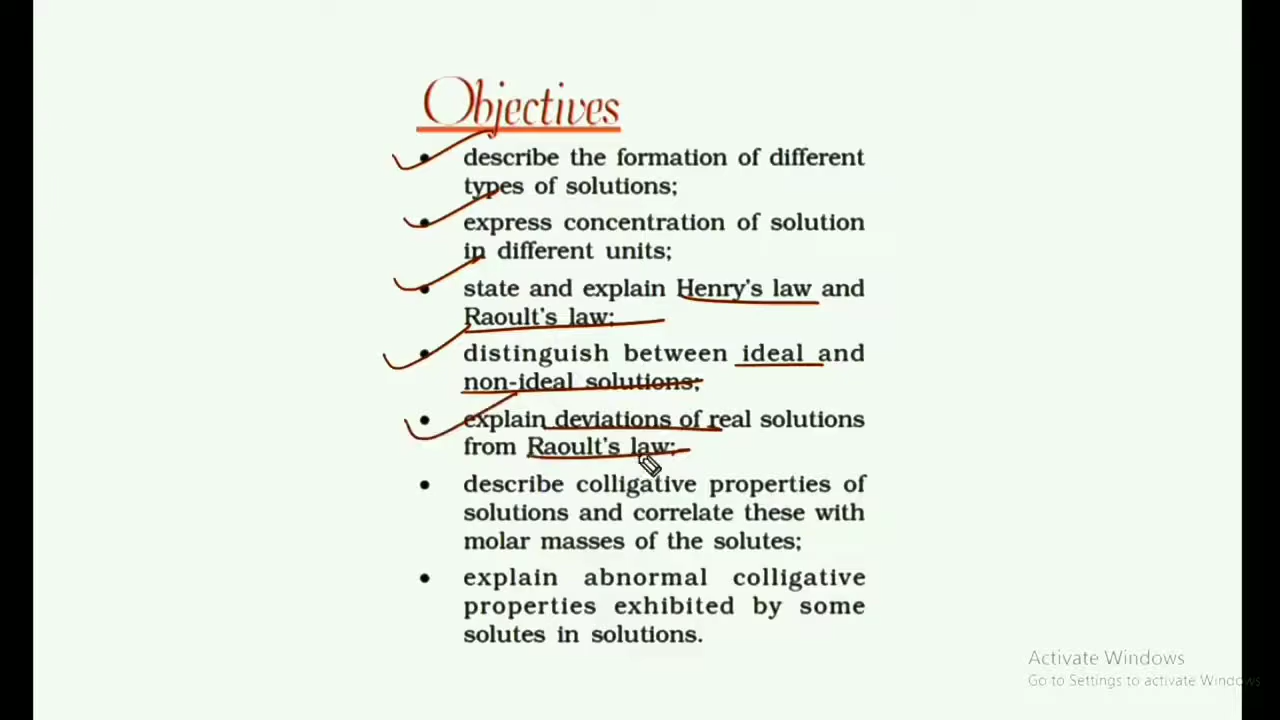 Objectives
• describe the formation of different
types of solutions;
• express concentration of solution
in different units;
• state and explain Henry's law and
Raoult's law;
• distinguish between ideal and
non-ideal solutions;
• explain deviations of real solutions
from Raoult's law;
• describe colligative properties of
solutions and correlate these with
molar masses of the solutes;
• explain abnormal colligative
properties exhibited by some
solutes in solutions.
Activate Windows
Go to Settings to activate Windows